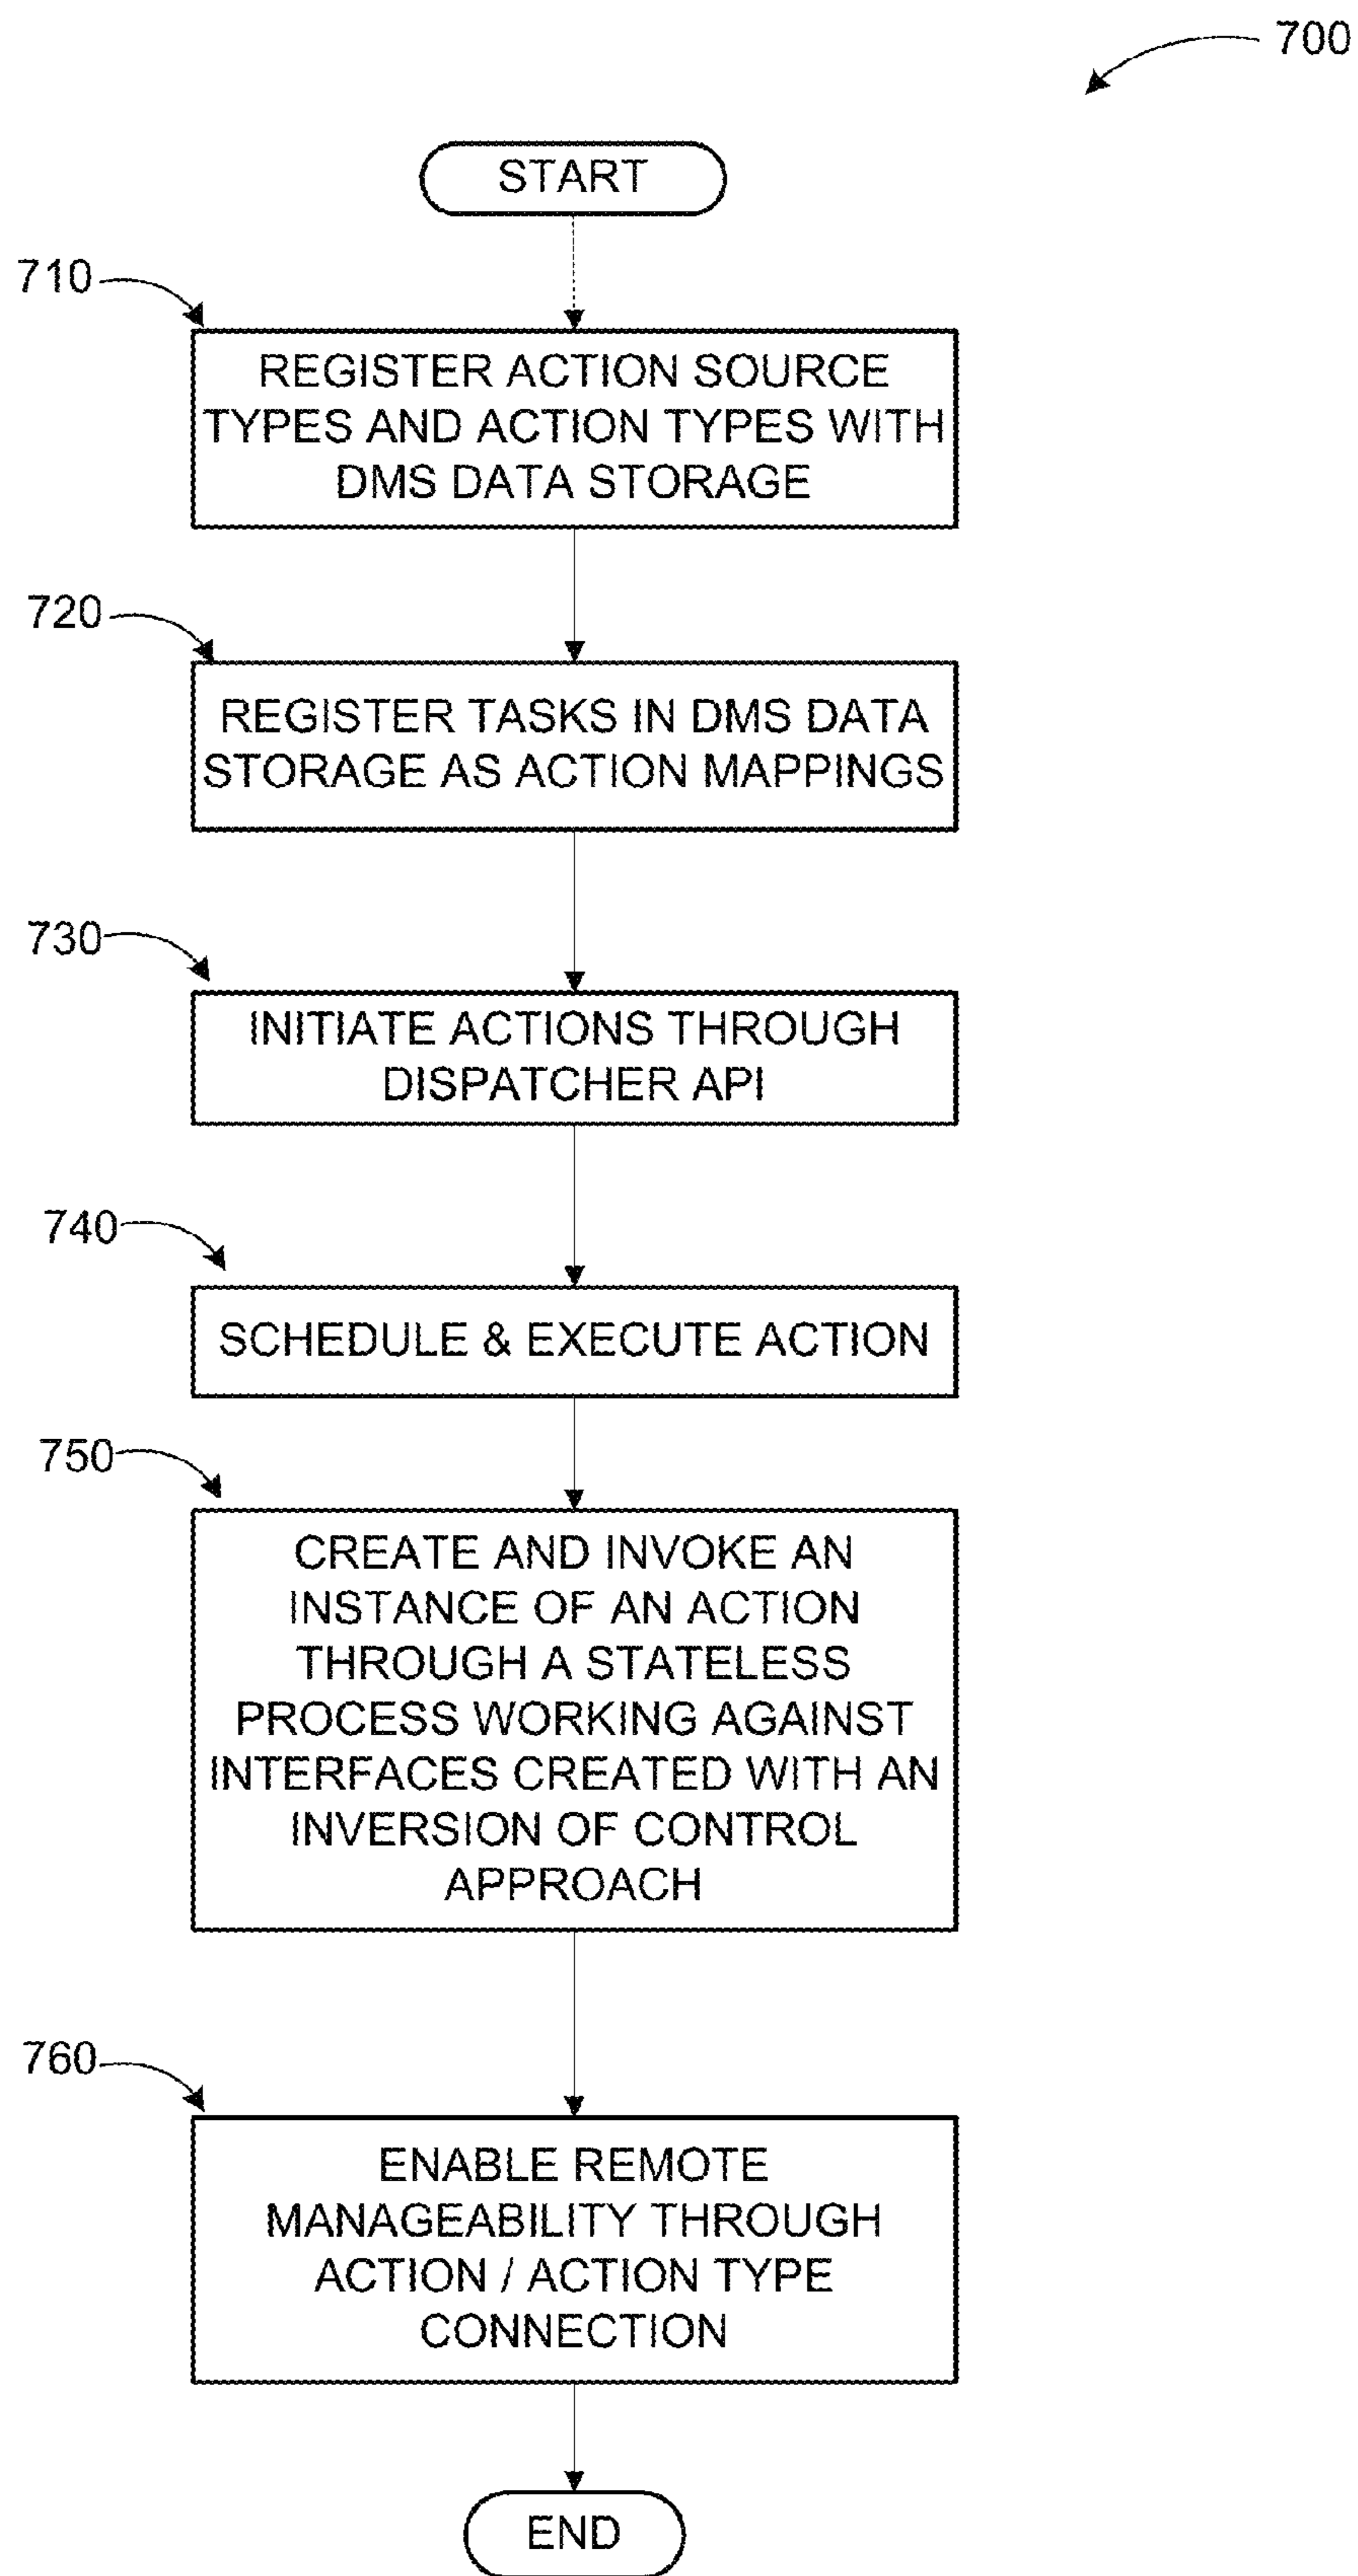 700
START
710
REGISTER ACTION SOURCE
TYPES AND ACTION TYPES WITH
DMS DATA STORAGE
720
REGISTER TASKS IN DMS DATA
STORAGE AS ACTION MAPPINGS
730
INITIATE ACTIONS THROUGH
DISPATCHER API
740
SCHEDULE & EXECUTE ACTION
750
CREATE AND INVOKE AN
INSTANCE OF AN ACTION
THROUGH A STATELESS
PROCESS WORKING AGAINST
INTERFACES CREATED WITH AN
INVERSION OF CONTROL
APPROACH
760
ENABLE REMOTE
MANAGEABILITY THROUGH
ACTION / ACTION TYPE
CONNECTION
END